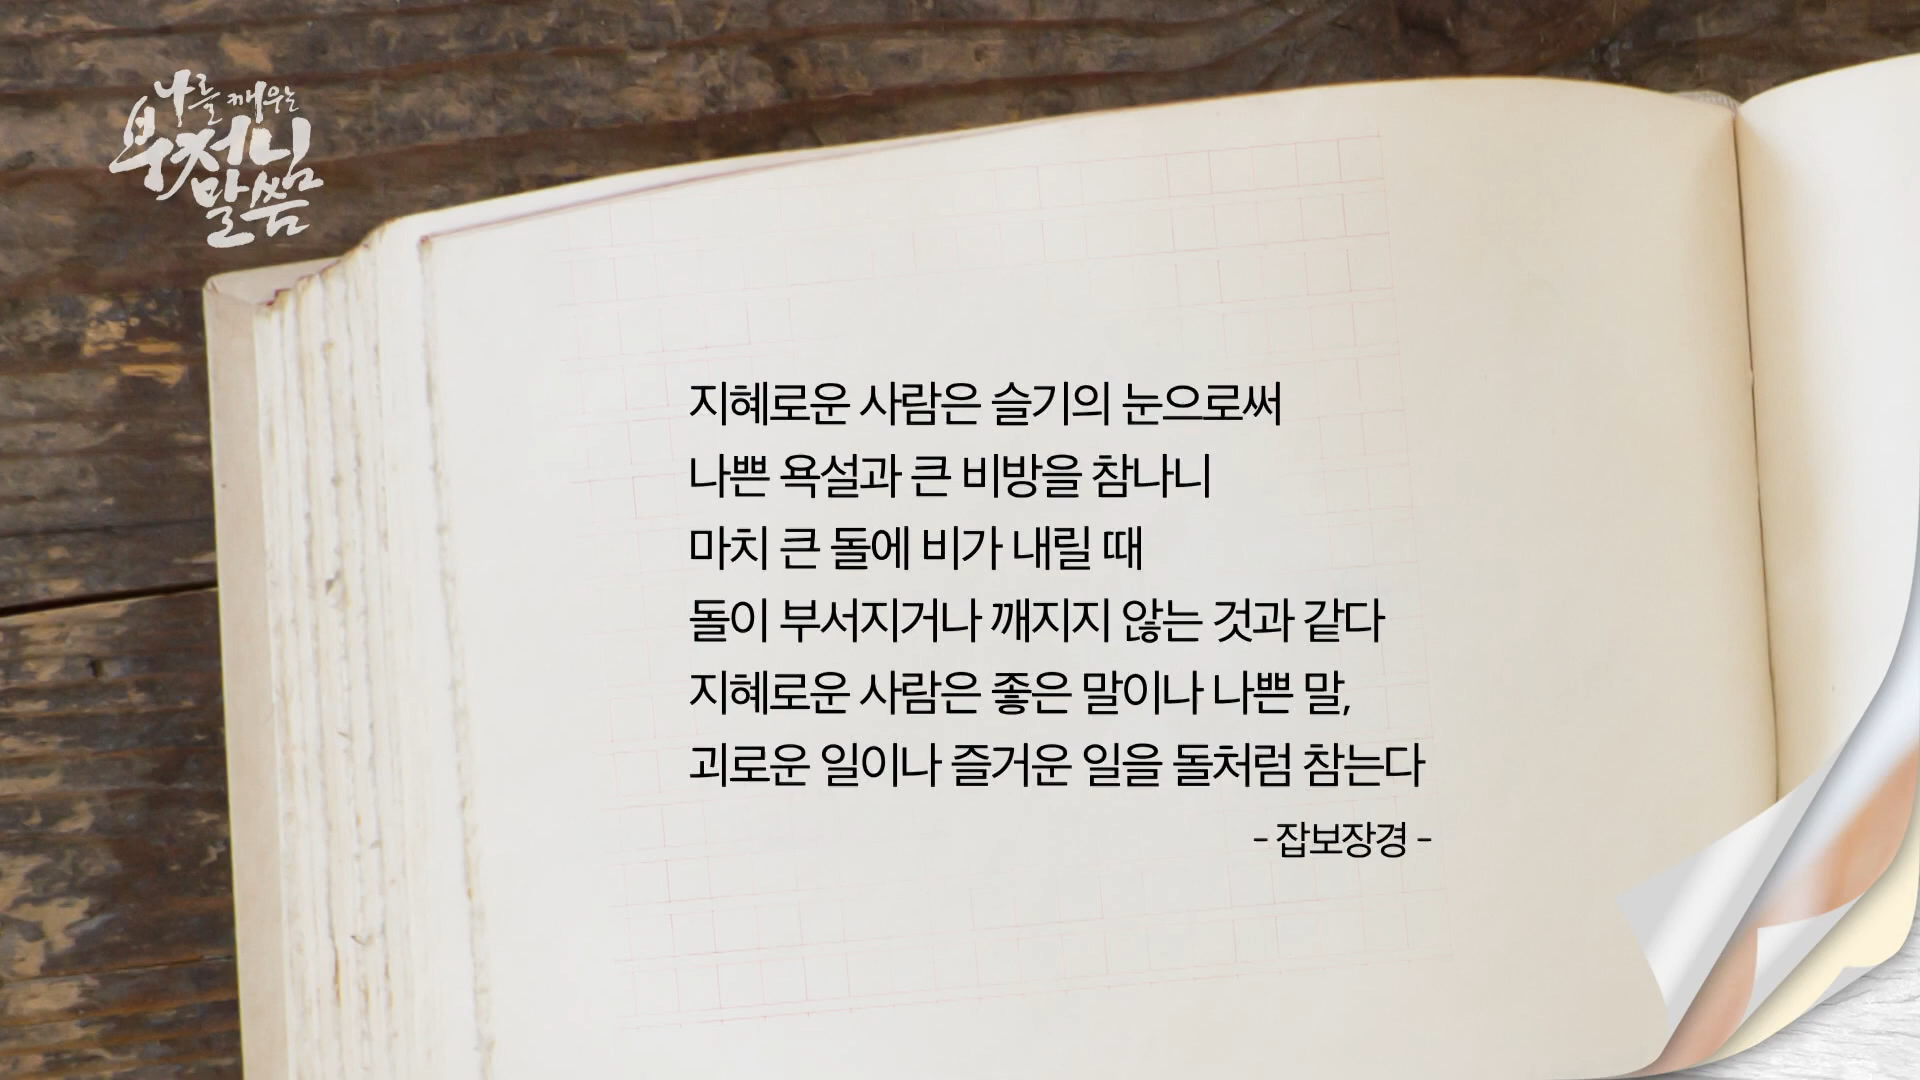 나를 깨우는
부처님
말씀
지혜로운 사람은 슬기의 눈으로써
나쁜 욕설과 큰 비방을 참나니
마치 큰 돌에 비가 내릴 때
돌이 부서지거나 깨지지 않는 것과 같다
지혜로운 사람은 좋은 말이나 나쁜 말,
괴로운 일이나 즐거운 일을 돌처럼 참는다
- 잡보장경 -